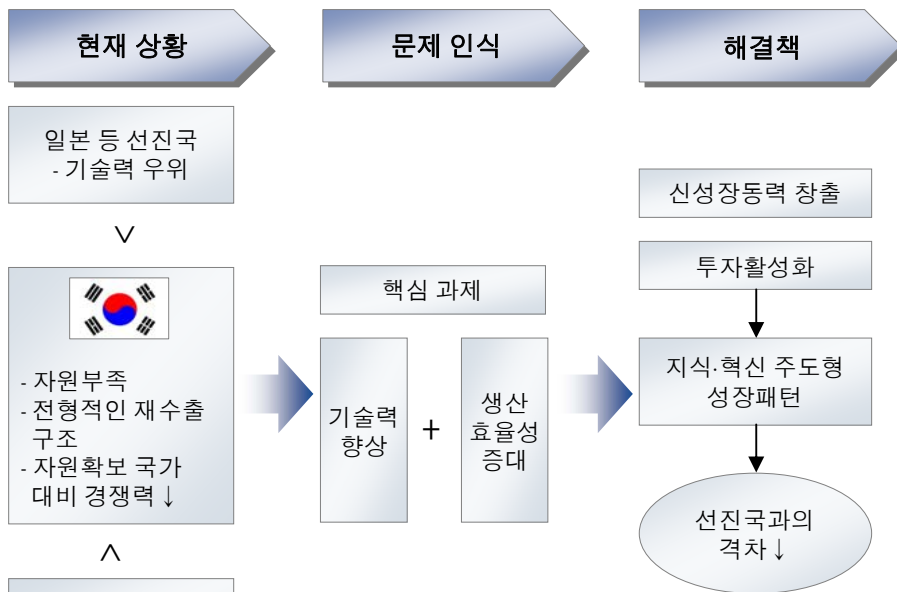 현재 상황
문제 인식
해결책
일본 등 선진국
- 기술력 우위
∨
- 자원부족
- 전형적인 재수출
구조
- 자원확보 국가
대비 경쟁력 ↓
∧
핵심 과제
기술력
향상
+
생산
효율성
증대
신성장동력 창출
투자활성화
지식·혁신 주도형
성장패턴
선진국과의
격차 ↓